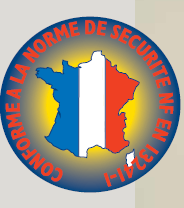 CONFORME A LA NORME DE SECURITE NF EN 13241-1